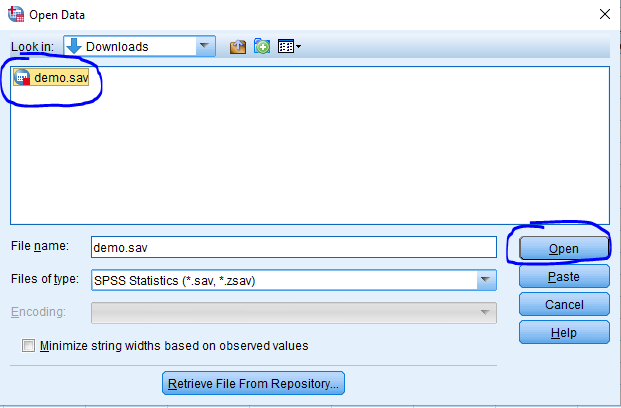 Open Data
Look in: Downloads
demo.sav
File name: demo.sav Open
Files of type: SPSS Statistics (*.sav, *.zsav) Paste
Encoding: Cancel
Minimize string widths based on observed values Help
Retrieve File From Repository...